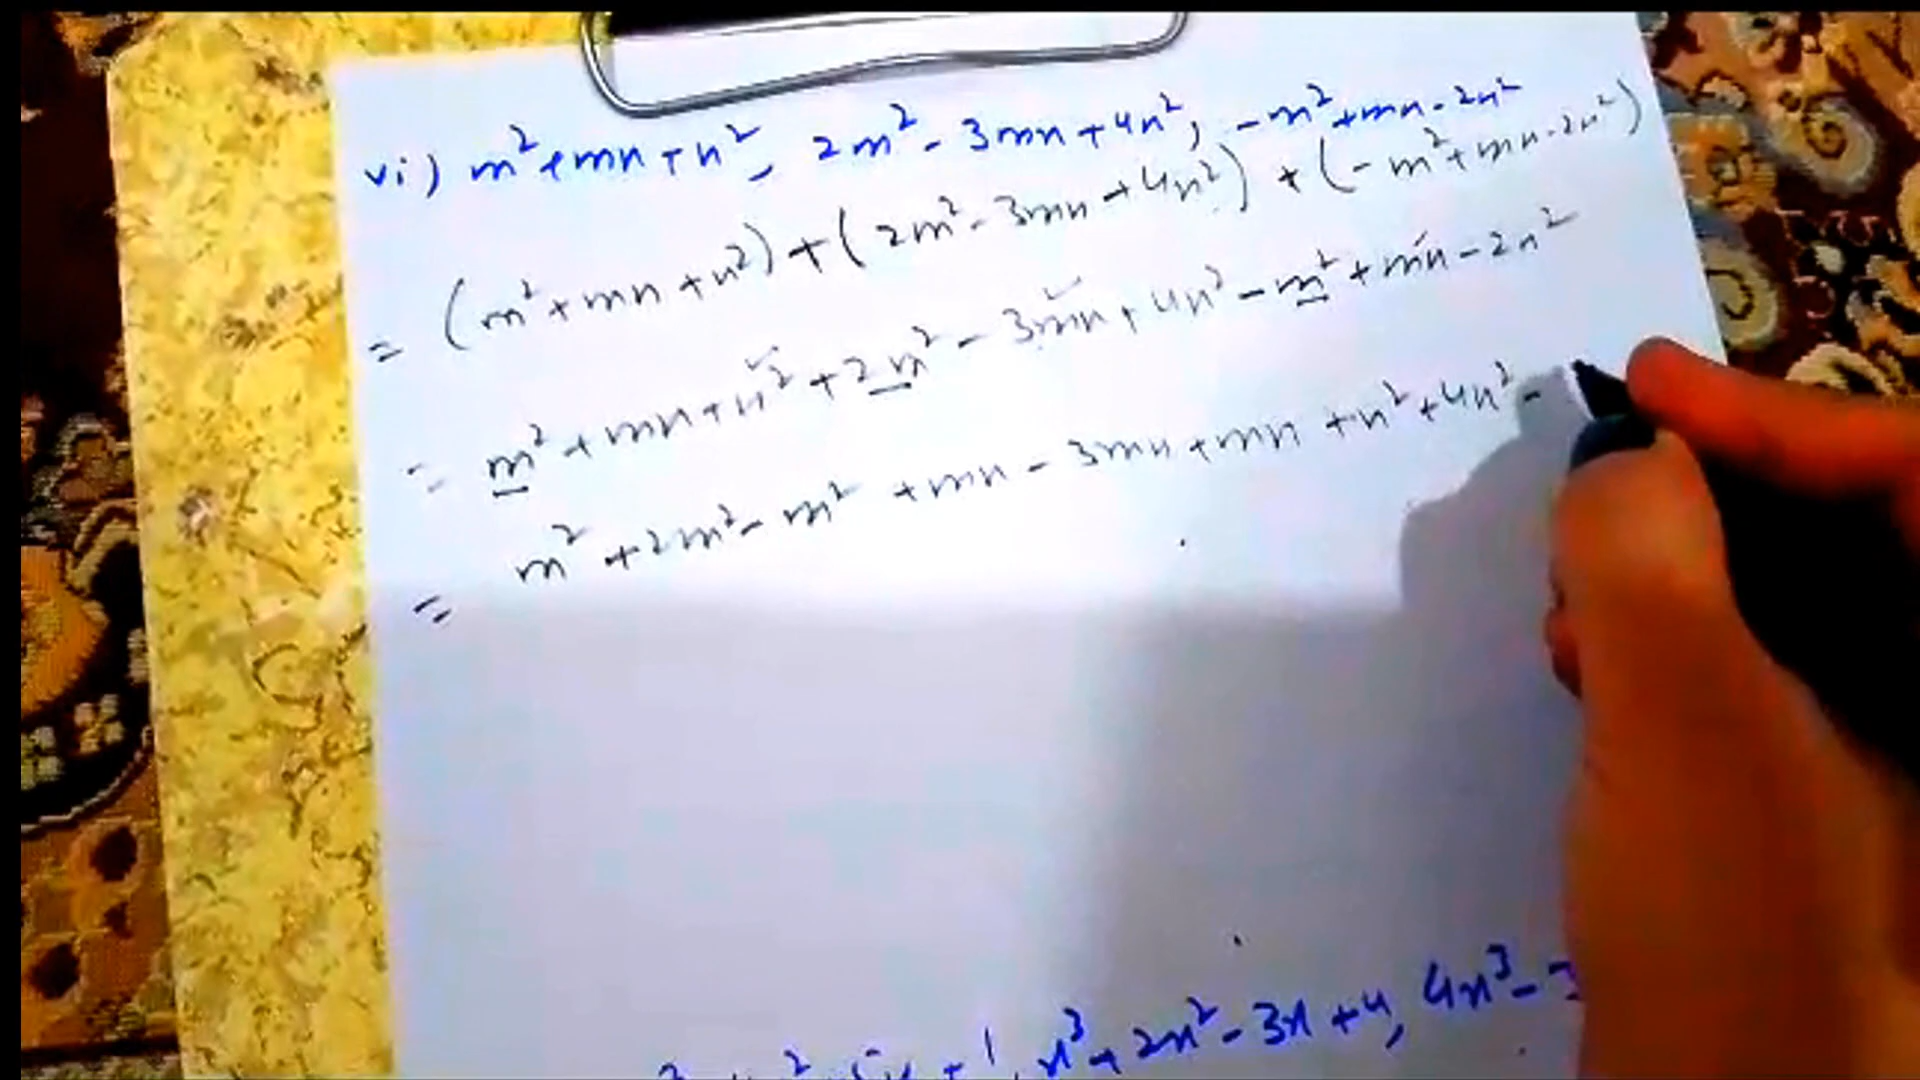 vi) m²+mn+n², 2m²-3mn+4n², -m²+mn-2n²
= (m²+mn+n²)+(2m²-3mn+4n²)+(-m²+mn-2n²)
= m²+mn+n²+2m²-3mn+4n²-m²+mn-2n²
= m²+2m²-m²+mn-3mn+mn+n²+4n²-
+1, x³+2x²-3x+4, 4x³-